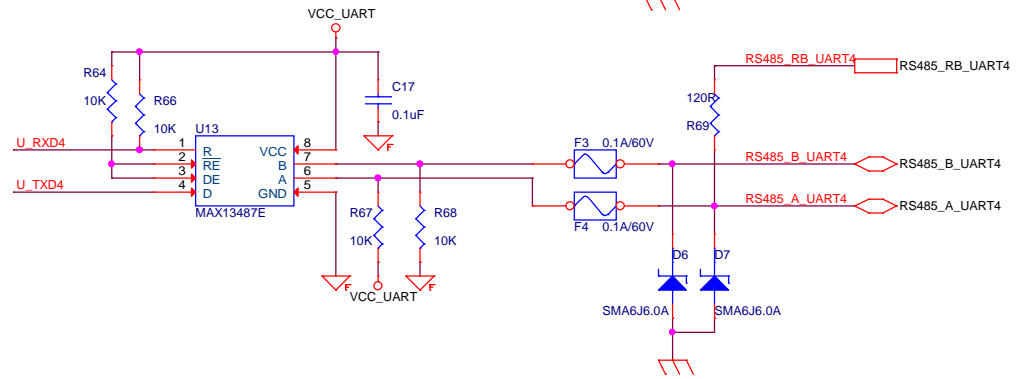 VCC_UART
R64
10K
R66
10K
C17
0.1uF
U13
U_RXD4
U_TXD4
1
2
3
4
R
RE
DE
D
VCC
B
A
GND
8
7
6
5
MAX13487E
F
F
F
R67
10K
R68
10K
VCC_UART
F3 0.1A/60V
F4 0.1A/60V
120R
R69
RS485_RB_UART4
RS485_RB_UART4
RS485_B_UART4
RS485_B_UART4
RS485_A_UART4
RS485_A_UART4
D6
D7
SMA6J6.0A
SMA6J6.0A